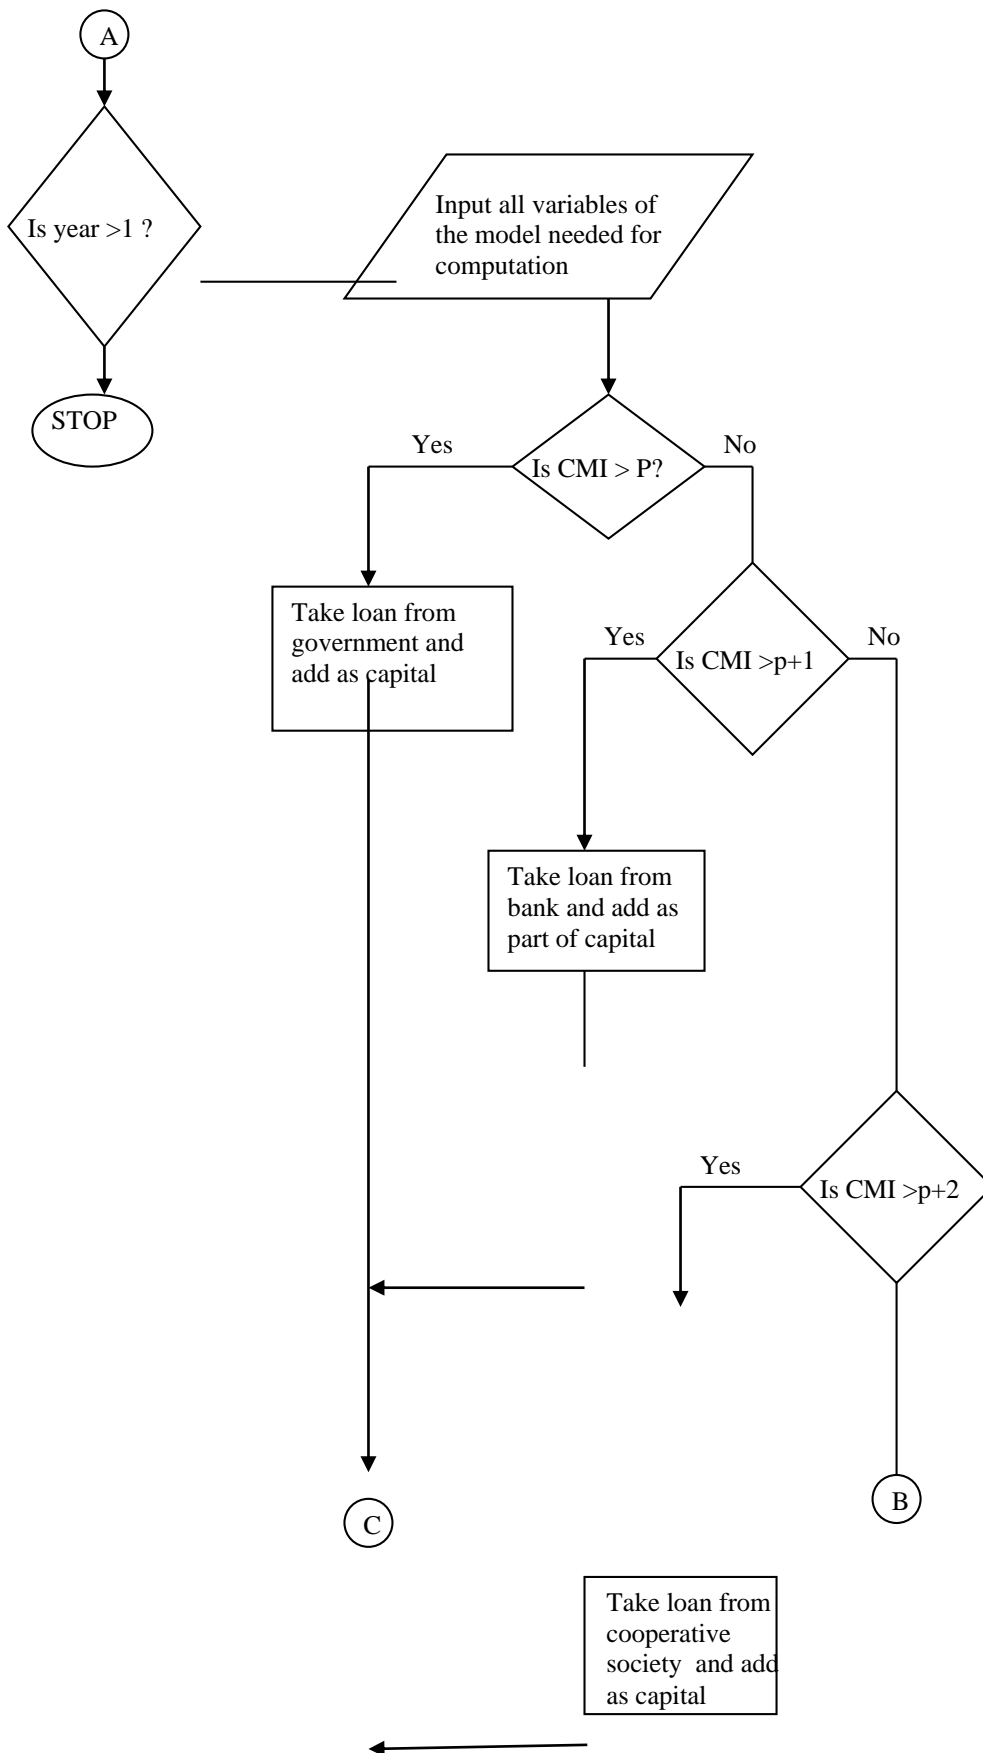 A
Is year >1 ?
Input all variables of
the model needed for
computation
STOP
Yes
No
Is CMI > P?
Take loan from
government and
add as capital
Yes
No
Is CMI >p+1
Take loan from
bank and add as
part of capital
Yes
Is CMI >p+2
B
C
Take loan from
cooperative
society  and add
as capital